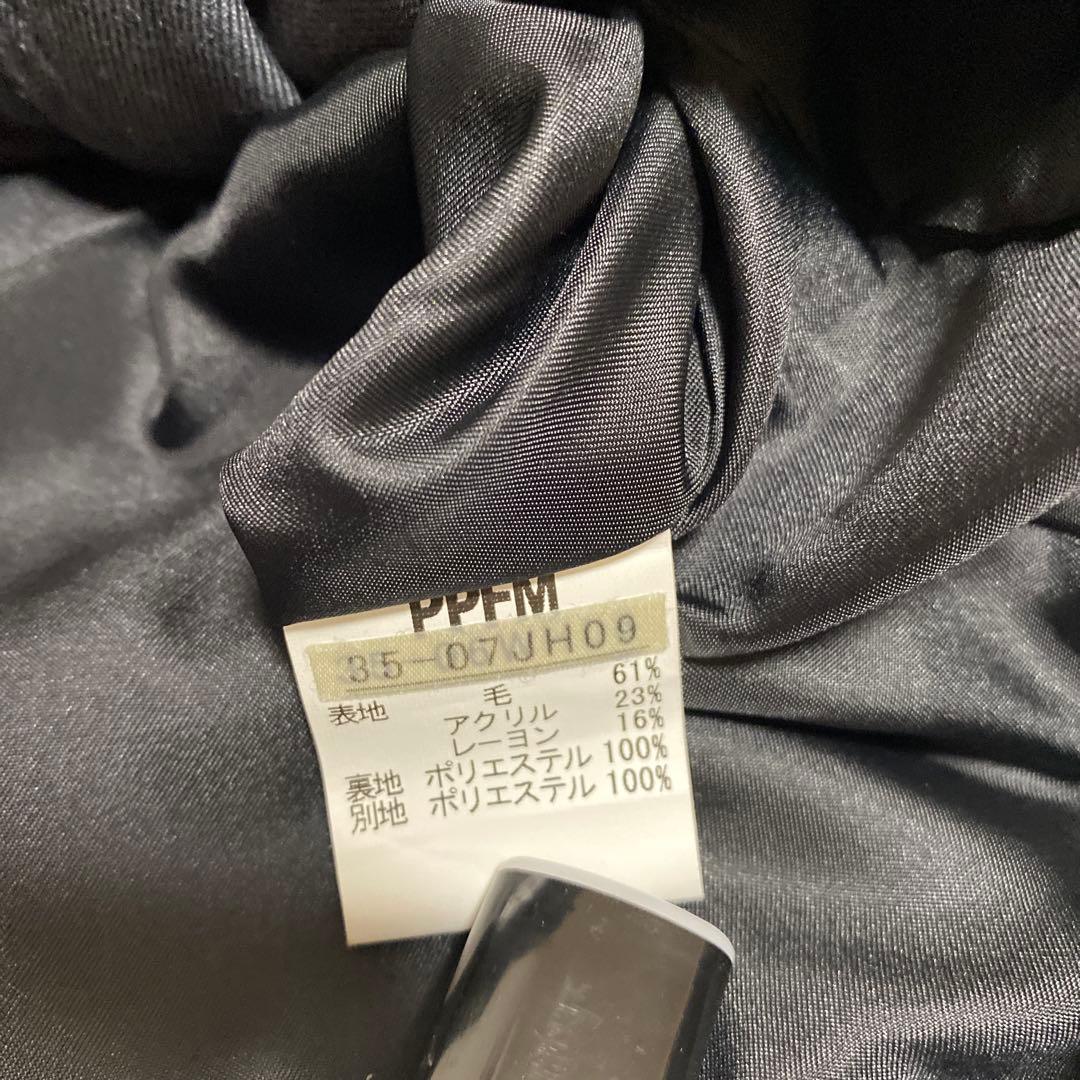 PPFM
35-07JH09
表地 毛 61%
アクリル 23%
レーヨン 16%
裏地 ポリエステル 100%
別地 ポリエステル 100%